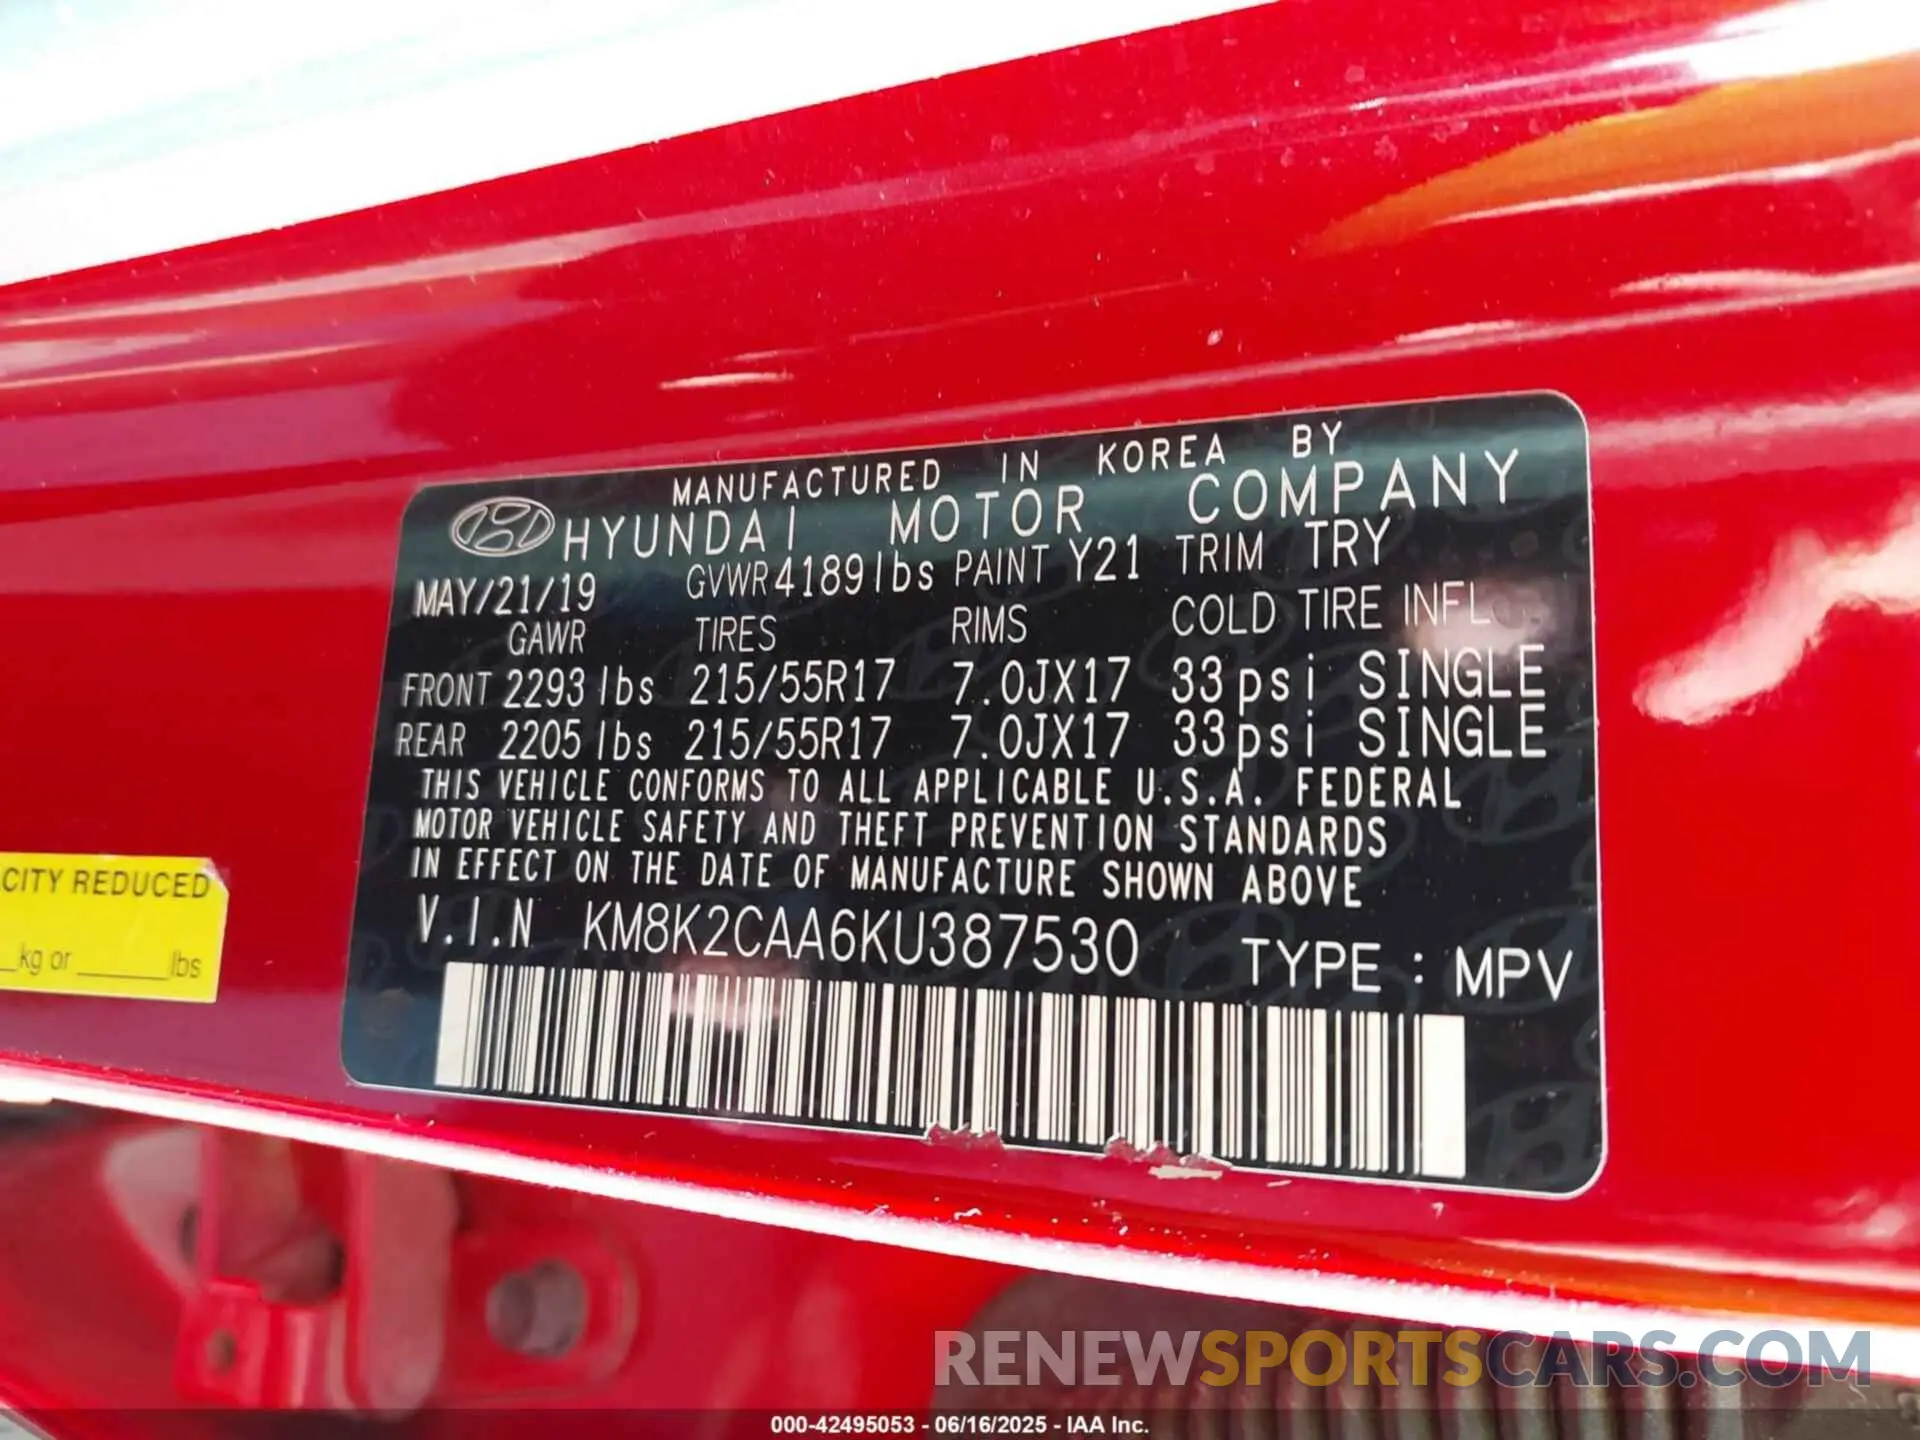 MANUFACTURED IN KOREA BY
HYUNDAI MOTOR COMPANY
MAY/21/19 GVWR 4189 lbs PAINT Y21 TRIM TRY
GAWR TIRES RIMS COLD TIRE INFL
FRONT 2293 lbs 215/55R17 7.0JX17 33 psi SINGLE
REAR 2205 lbs 215/55R17 7.0JX17 33 psi SINGLE
THIS VEHICLE CONFORMS TO ALL APPLICABLE U.S.A. FEDERAL
MOTOR VEHICLE SAFETY AND THEFT PREVENTION STANDARDS
IN EFFECT ON THE DATE OF MANUFACTURE SHOWN ABOVE
V.I.N KM8K2CAA6KU387530 TYPE : MPV
CITY REDUCED
__kg or ______lbs
RENEWSPORTSCARS.COM
000-42495053 - 06/16/2025 - IAA Inc.